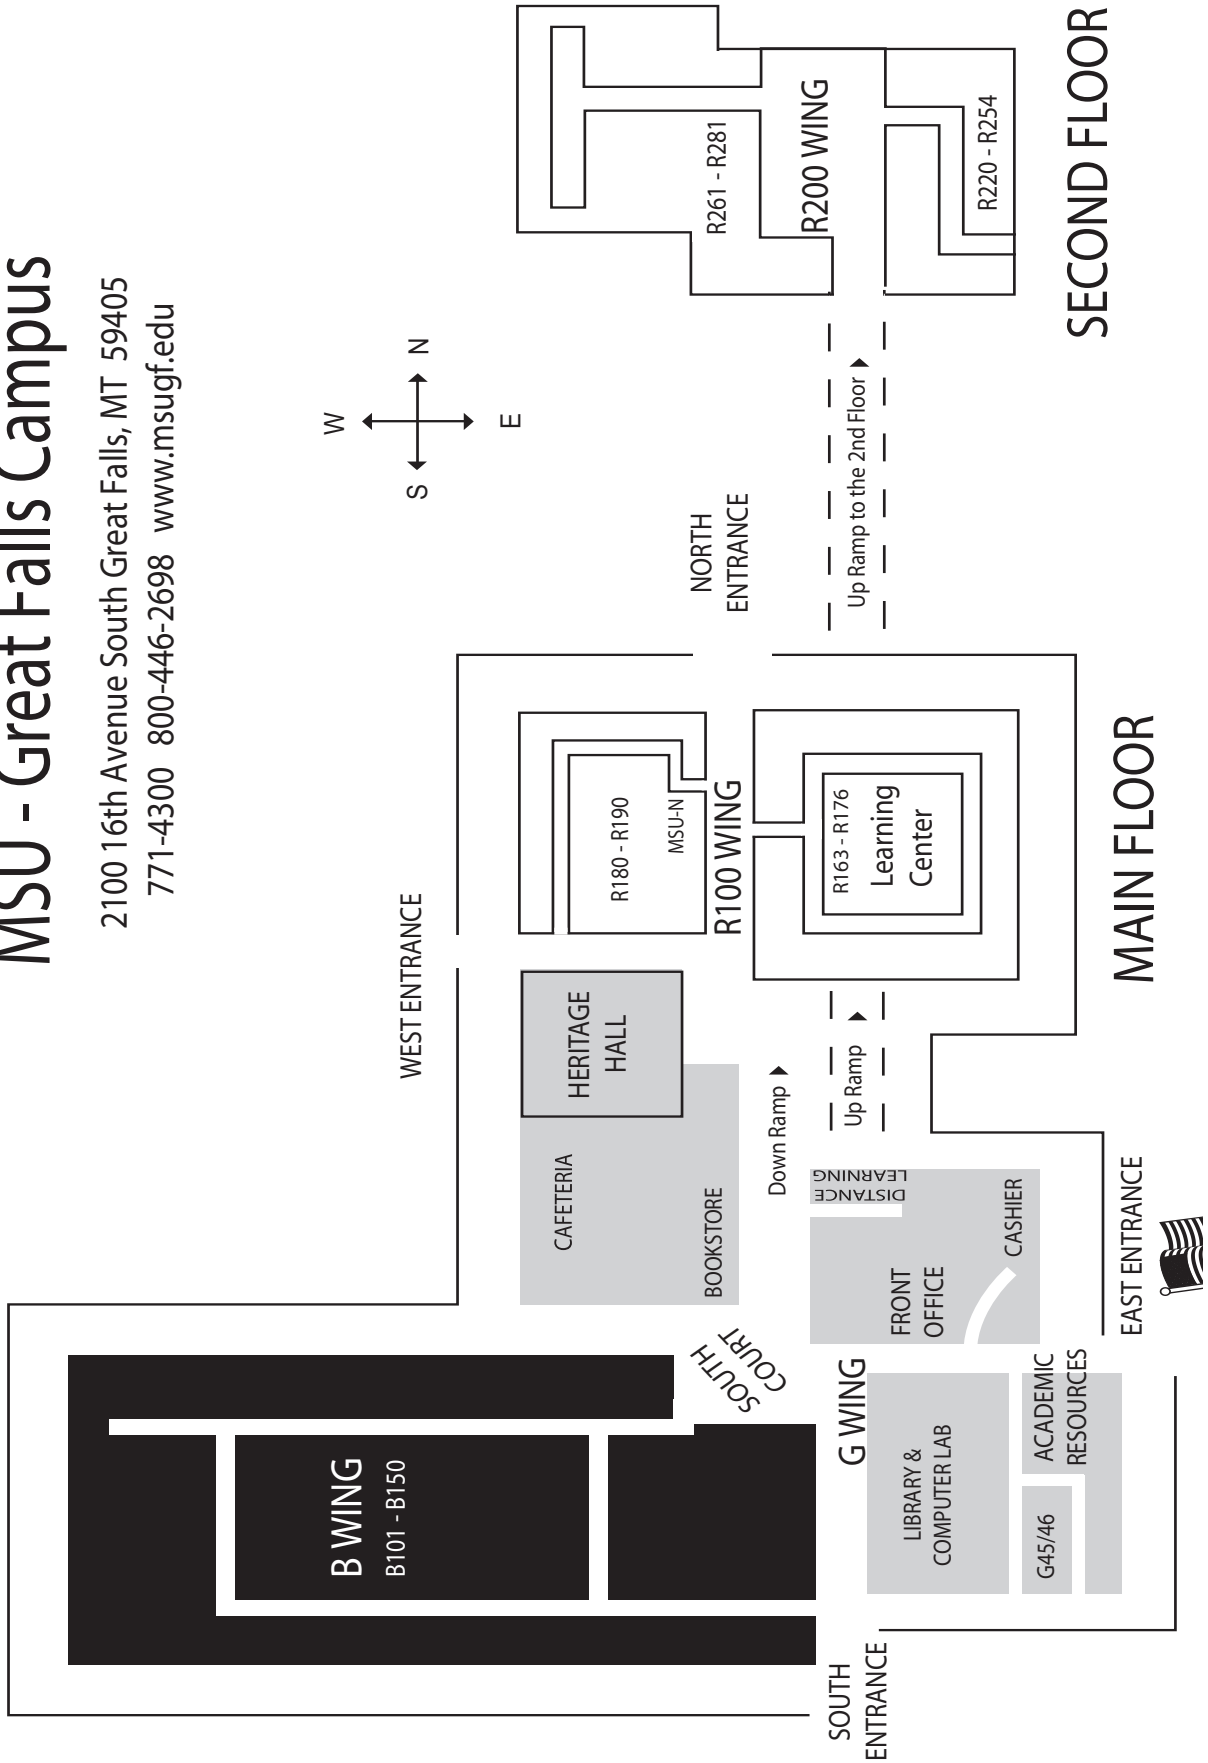 MSU - Great Falls Campus
2100 16th Avenue South Great Falls, MT 59405
771-4300 800-446-2698 www.msugf.edu
W
S
N
E
WEST ENTRANCE
NORTH
ENTRANCE
B WING
B101 - B150
CAFETERIA
BOOKSTORE
HERITAGE
HALL
R180 - R190
MSU-N
R100 WING
R163 - R176
Learning
Center
R261 - R281
R200 WING
R220 - R254
SOUTH
COURT
Down Ramp
Up Ramp
Up Ramp to the 2nd Floor
DISTANCE
LEARNING
SOUTH
ENTRANCE
G WING
LIBRARY &
COMPUTER LAB
FRONT
OFFICE
CASHIER
G45/46
ACADEMIC
RESOURCES
EAST ENTRANCE
MAIN FLOOR
SECOND FLOOR